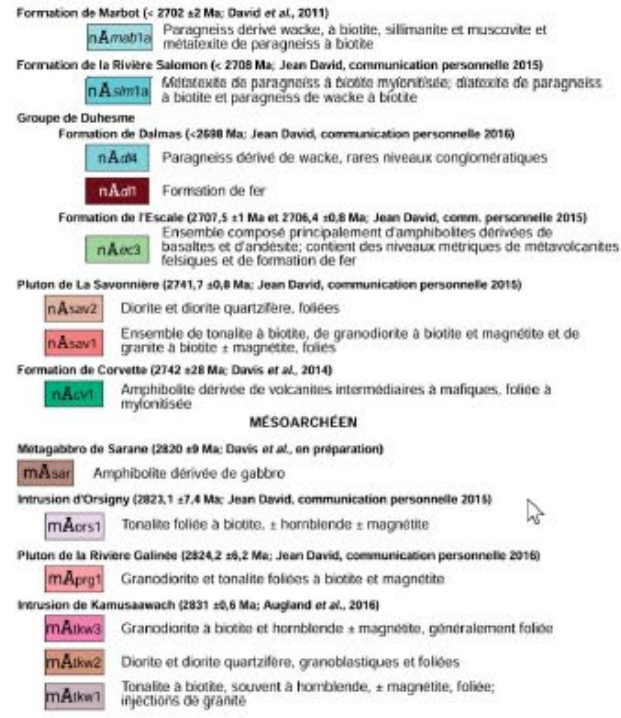 Formation de Marbot (< 2702 ±2 Ma; David et al., 2011)
nAmab1a Paragneiss dérivé wacke, à biotite, sillimanite et muscovite et
métatexite de paragneiss à biotite
Formation de la Rivière Salomon (< 2708 Ma; Jean David, communication personnelle 2015)
nAslm1a Métatexite de paragneiss à biotite mylonitisée; diatexite de paragneiss
à biotite et paragneiss de wacke à biotite
Groupe de Duhesme
Formation de Dalmas (<2698 Ma; Jean David, communication personnelle 2016)
nAdl4 Paragneiss dérivé de wacke, rares niveaux conglomératiques
nAdl1 Formation de fer
Formation de l'Escale (2707,5 ±1 Ma et 2706,4 ±0,8 Ma; Jean David, comm. personnelle 2015)
nAec3 Ensemble composé principalement d'amphibolites dérivées de
basaltes et d'andésite; contient des niveaux métriques de métavolcanites
felsiques et de formation de fer
Pluton de La Savonnière (2741,7 ±0,8 Ma; Jean David, communication personnelle 2015)
nAsav2 Diorite et diorite quartzifère, foliées
nAsav1 Ensemble de tonalite à biotite, de granodiorite à biotite et magnétite et de
granite à biotite ± magnétite, foliés
Formation de Corvette (2742 ±28 Ma; Davis et al., 2014)
nAcv1 Amphibolite dérivée de volcanites intermédiaires à mafiques, foliée à
mylonitisée
MÉSOARCHÉEN
Métagabbro de Sarane (2820 ±9 Ma; Davis et al., en préparation)
mAsar Amphibolite dérivée de gabbro
Intrusion d'Orsigny (2823,1 ±7,4 Ma; Jean David, communication personnelle 2015)
mAors1 Tonalite foliée à biotite, ± hornblende ± magnétite
Pluton de la Rivière Galinée (2824,2 ±6,2 Ma; Jean David, communication personnelle 2016)
mAprg1 Granodiorite et tonalite foliées à biotite et magnétite
Intrusion de Kamusaawach (2831 ±0,6 Ma; Augland et al., 2016)
mAtkw3 Granodiorite à biotite et hornblende ± magnétite, généralement foliée
mAtkw2 Diorite et diorite quartzifère, granoblastiques et foliées
mAtkw1 Tonalite à biotite, souvent à hornblende, ± magnétite, foliée;
injections de granite